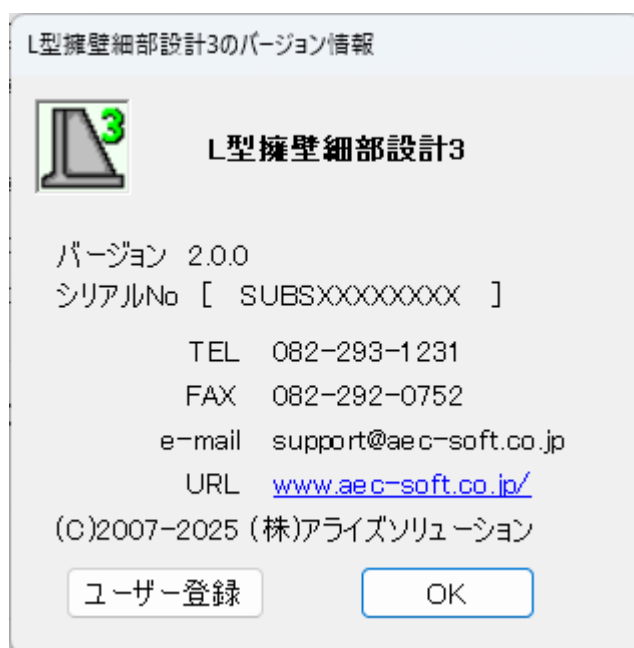 L型擁壁細部設計3のバージョン情報
3
L型擁壁細部設計3
バージョン 2.0.0
シリアルNo [ SUBSXXXXXXXX ]
TEL 082-293-1231
FAX 082-292-0752
e-mail support@aec-soft.co.jp
URL www.aec-soft.co.jp/
(C)2007-2025 (株)アライズソリューション
ユーザー登録 OK